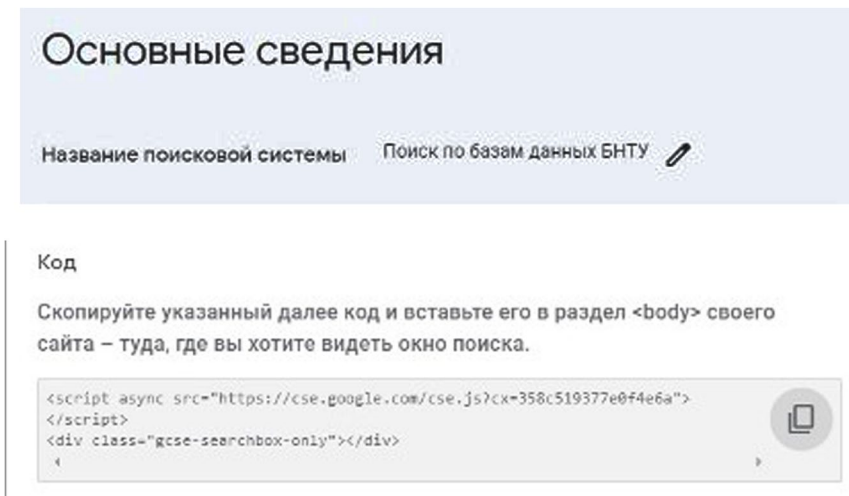 Основные сведения
Название поисковой системы Поиск по базам данных БНТУ
Код
Скопируйте указанный далее код и вставьте его в раздел <body> своего
сайта – туда, где вы хотите видеть окно поиска.
<script async src="https://cse.google.com/cse.js?cx=358c519377e0f4e6a">
</script>
<div class="gcse-searchbox-only"></div>